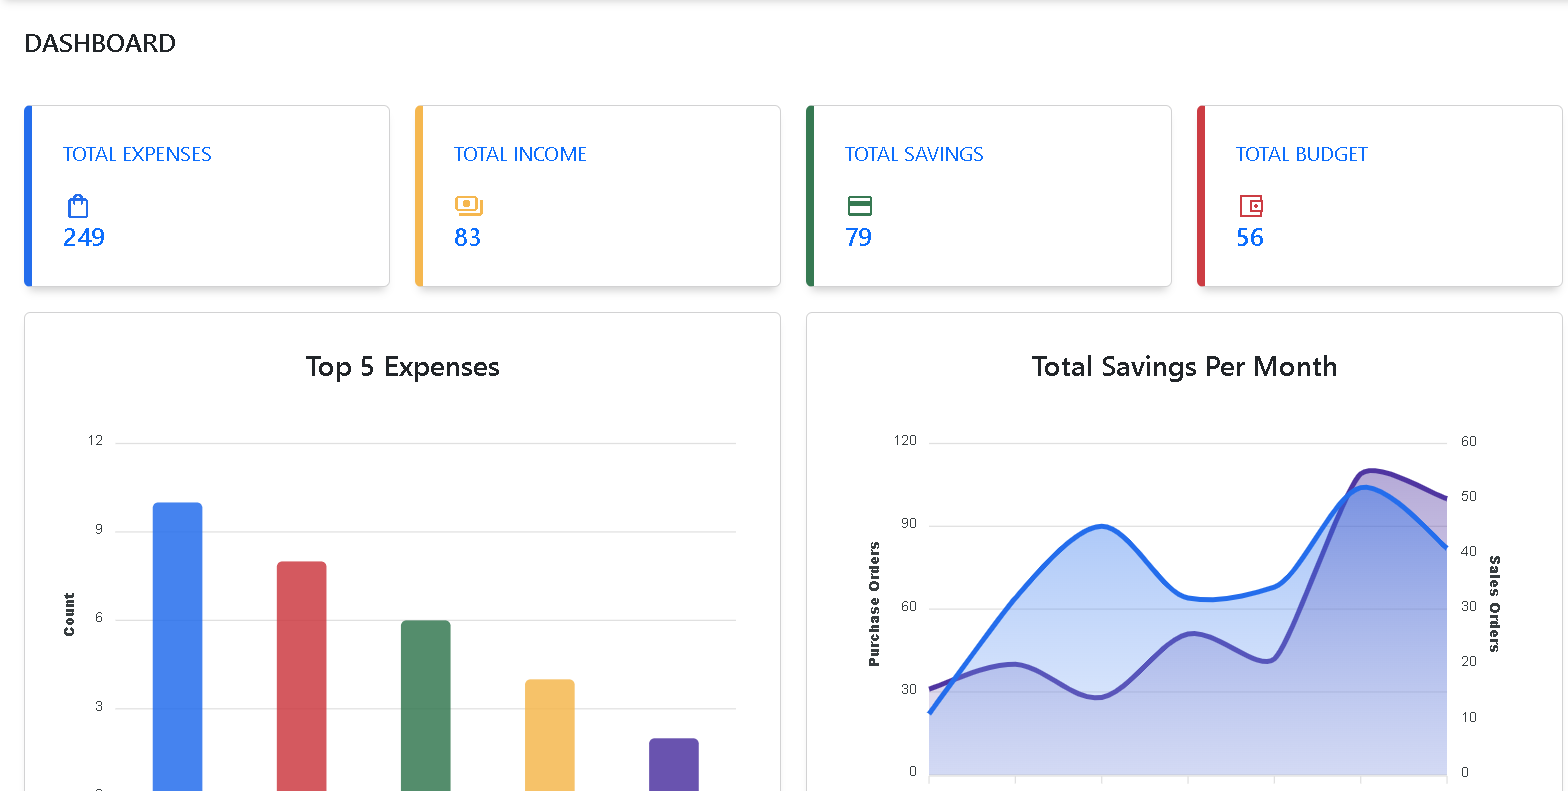 DASHBOARD
TOTAL EXPENSES
249
TOTAL INCOME
83
TOTAL SAVINGS
79
TOTAL BUDGET
56
Top 5 Expenses
12
9
6
3
Count
Total Savings Per Month
120
90
60
30
0
Purchase Orders
60
50
40
30
20
10
0
Sales Orders